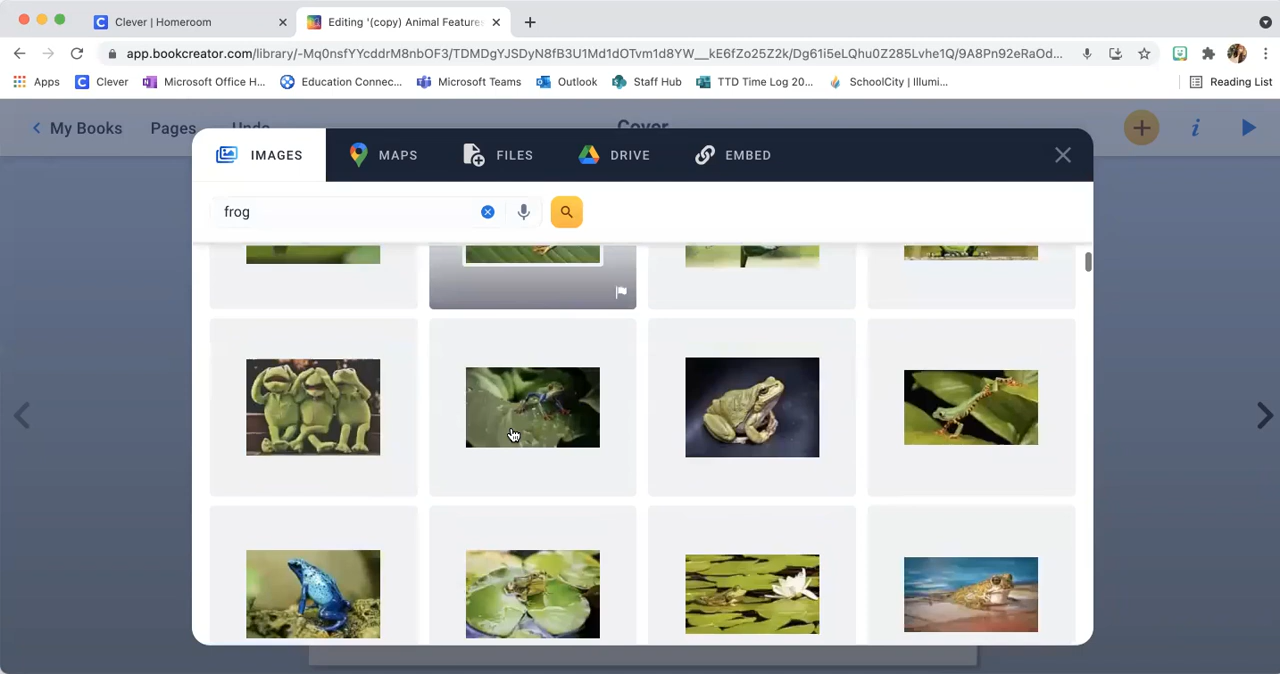 Clever | Homeroom
Editing '(copy) Animal Feature
app.bookcreator.com/library/-Mq0nsfYYcddrM8nbOF3/TDMDgYJSDyN8fB3U1Md1dOTvm1d8YW__kE6fZo25Z2k/Dg61i5eLQhu0Z285Lvhe1Q/9A8Pn92eRaOd...
Apps Clever Microsoft Office H... Education Connec... Microsoft Teams Outlook Staff Hub TTD Time Log 20... SchoolCity | Illumi... Reading List
My Books Pages Undo Cover
IMAGES MAPS FILES DRIVE EMBED
frog